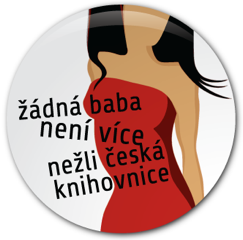 žádná baba
není více
nežli česká
knihovnice